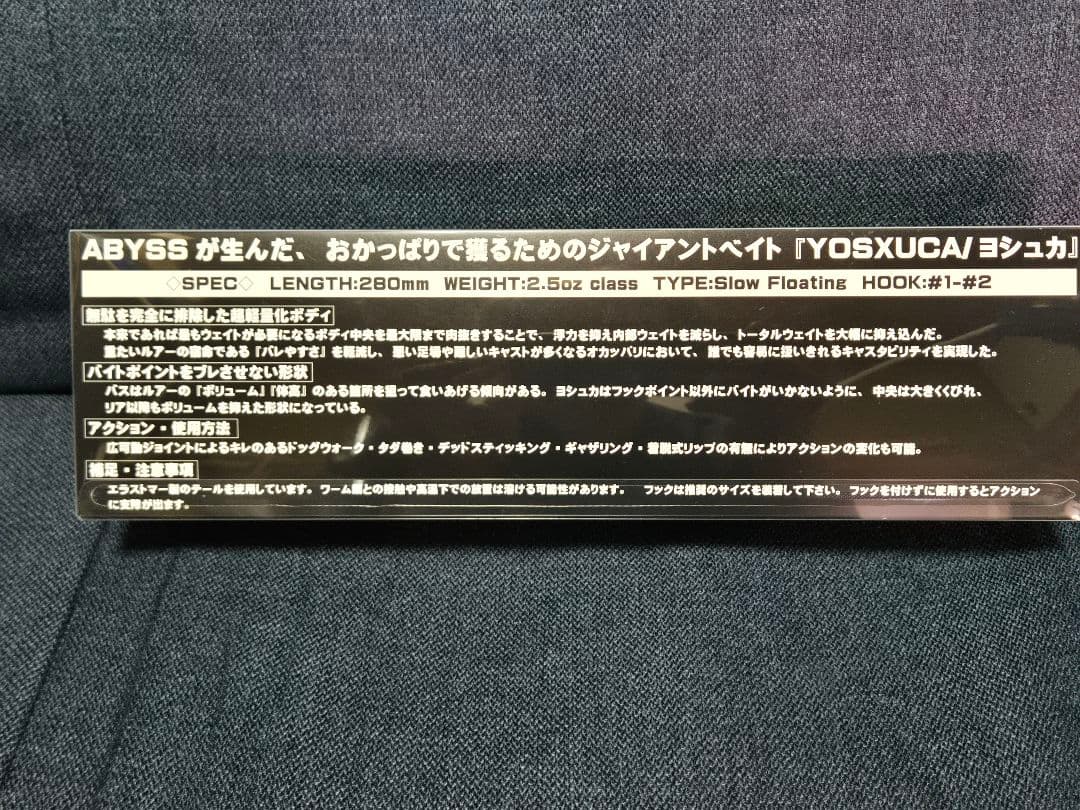 ABYSS が生んだ、おかっぱりで獲るためのジャイアントベイト『YOSXUCA/ヨシュカ』
◇SPEC◇ LENGTH:280mm WEIGHT:2.5oz class TYPE:Slow Floating HOOK:#1-#2
無駄を完全に排除した超軽量化ボディ
本来であれば最もウェイトが必要になるボディ中央を最大限まで肉抜をすることで、浮力を抑え内部ウェイトを減らし、トータルウェイトを大幅に抑え込んだ。
重たいルアーの宿命である『バレやすさ』を軽減し、悪い足場や難しいキャストが多くなるオカッパリにおいて、誰でも容易に扱いきれるキャスタビリティを実現した。
バイトポイントをブレさせない形状
バスはルアーの『ボリューム』『体高』のある箇所を狙って食いあげる傾向がある。ヨシュカはフックポイント以外にバイトがいかないように、中央は大きくくびれ、
リア以降もボリュームを抑えた形状になっている。
アクション・使用方法
広可動ジョイントによるキレのあるドッグウォーク・タダ巻き・デッドスティッキング・ギャザリング・着脱式リップの有無によりアクションの変化も可能。
補足・注意事項
エラストマー製のテールを使用しています。ワーム類との接触や高温下での放置は溶ける可能性があります。 フックは推奨のサイズを装着して下さい。フックを付けずに使用するとアクション
に支障が出ます。